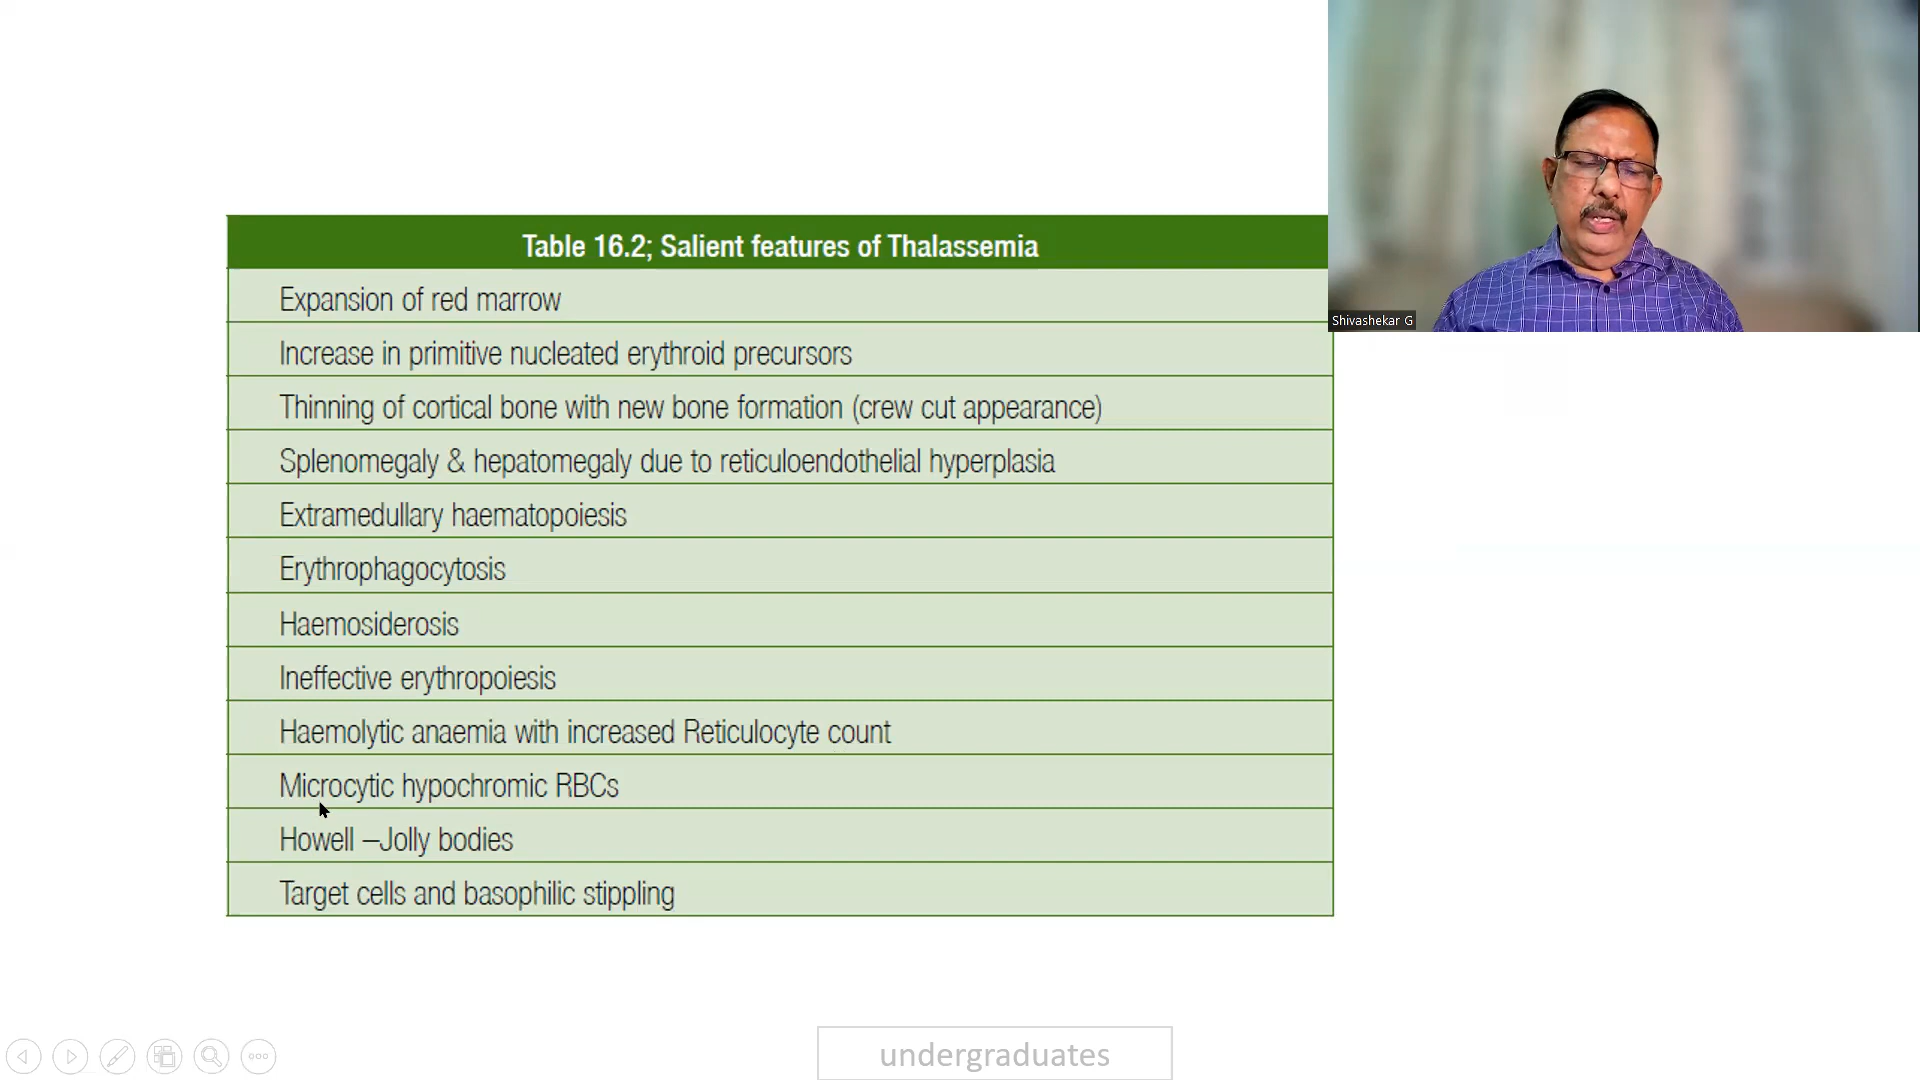 Table 16.2; Salient features of Thalassemia
Expansion of red marrow
Increase in primitive nucleated erythroid precursors
Thinning of cortical bone with new bone formation (crew cut appearance)
Splenomegaly & hepatomegaly due to reticuloendothelial hyperplasia
Extramedullary haematopoiesis
Erythrophagocytosis
Haemosiderosis
Ineffective erythropoiesis
Haemolytic anaemia with increased Reticulocyte count
Microcytic hypochromic RBCs
Howell –Jolly bodies
Target cells and basophilic stippling
Shivashekar G
undergraduates